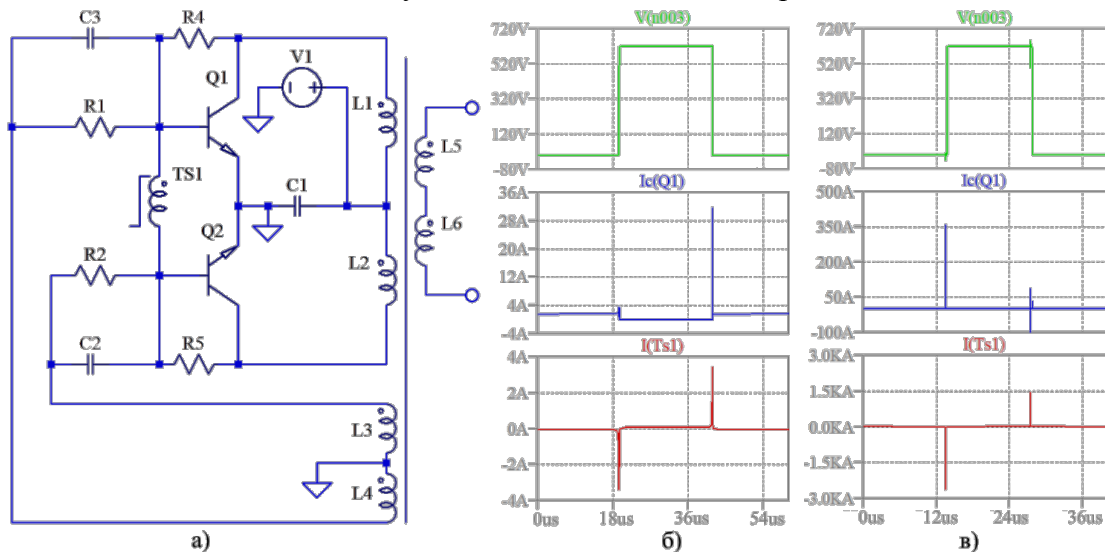 C3
R4
Q1
V1
R1
L1
TS1
C1
L5
Q2
L6
R2
L2
C2
R5
L3
L4
a)
V(n003)
720V
520V
320V
120V
-80V
Ic(Q1)
36A
28A
20A
12A
4A
-4A
I(Ts1)
4A
2A
0A
-2A
-4A
0us 18us 36us 54us
б)
V(n003)
720V
520V
320V
120V
-80V
Ic(Q1)
500A
350A
250A
50A
-100A
I(Ts1)
3.0KA
1.5KA
0.0KA
-1.5KA
-3.0KA
0us 12us 24us 36us
в)